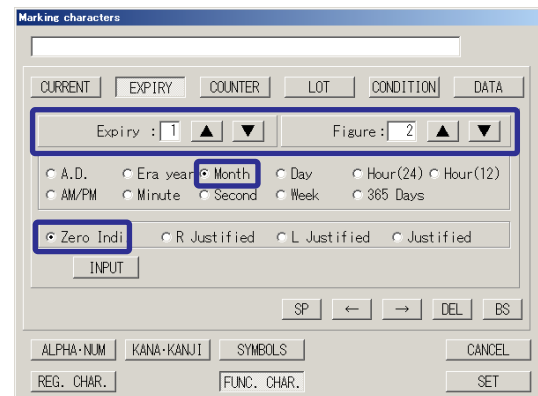 Marking characters
CURRENT EXPIRY COUNTER LOT CONDITION DATA
Expiry : 1 ▲ ▼ Figure: 2 ▲ ▼
A.D. Era year Month Day Hour(24) Hour(12)
AM/PM Minute Second Week 365 Days
Zero Indi R Justified L Justified Justified
INPUT
SP ← → DEL BS
ALPHA·NUM KANA·KANJI SYMBOLS CANCEL
REG. CHAR. FUNC. CHAR. SET